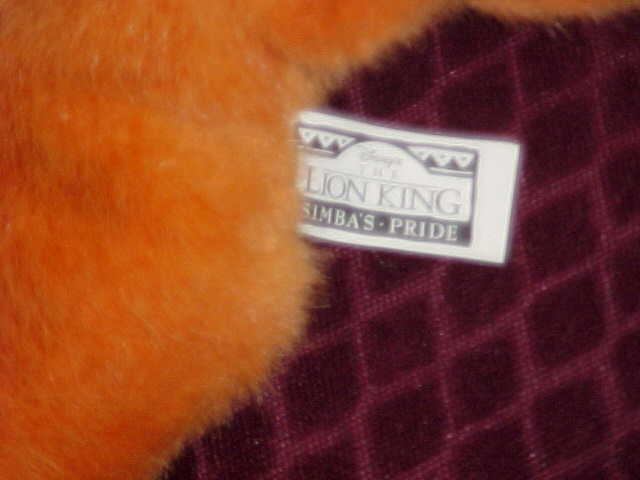 Disney's
THE
LION KING
SIMBA'S · PRIDE